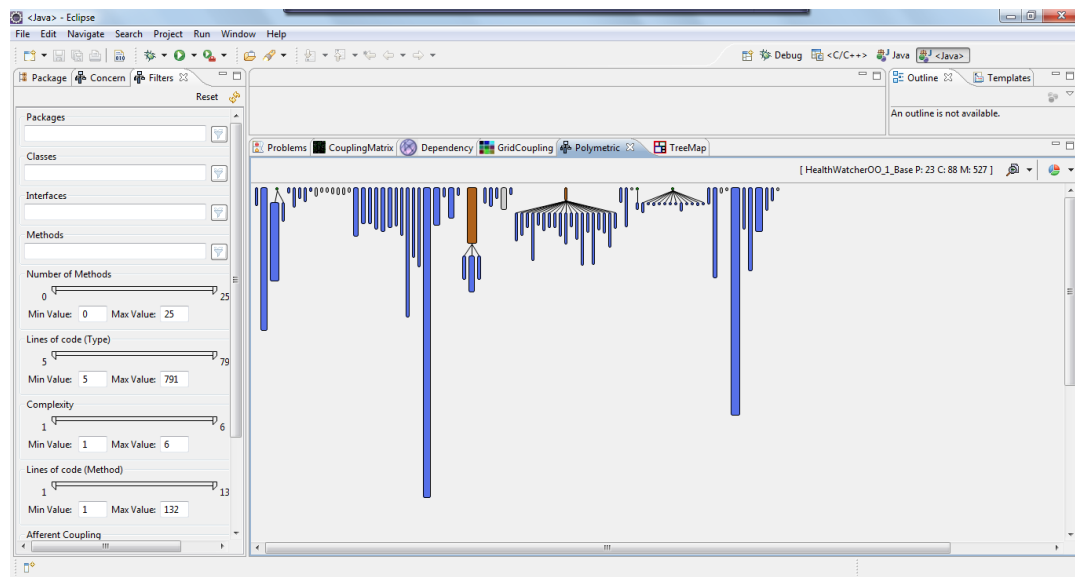 <Java> - Eclipse
File Edit Navigate Search Project Run Window Help
Debug <C/C++> Java <Java>
Package Concern Filters
Reset
Packages
Classes
Interfaces
Methods
Number of Methods
0 25
Min Value: 0 Max Value: 25
Lines of code (Type)
5 79
Min Value: 5 Max Value: 791
Complexity
1 6
Min Value: 1 Max Value: 6
Lines of code (Method)
1 13
Min Value: 1 Max Value: 132
Afferent Coupling
Problems CouplingMatrix Dependency GridCoupling Polymetric TreeMap
[ HealthWatcherOO_1_Base P: 23 C: 88 M: 527 ]
Outline Templates
An outline is not available.